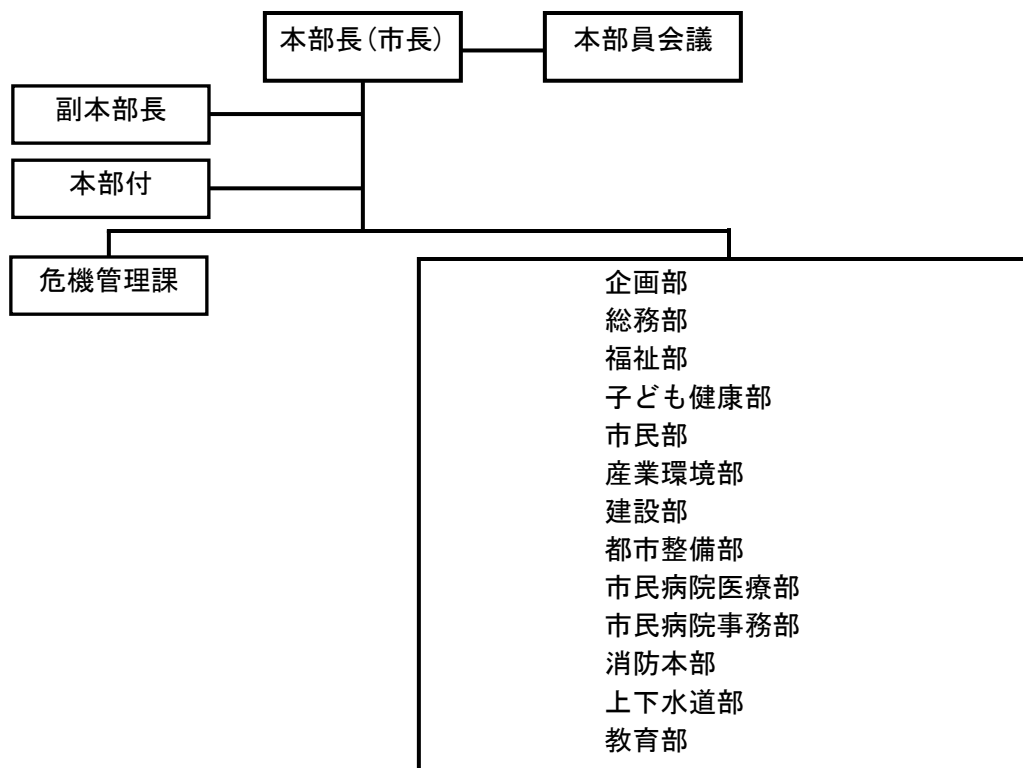 本部長(市長)
本部員会議
副本部長
本部付
危機管理課
企画部
総務部
福祉部
子ども健康部
市民部
産業環境部
建設部
都市整備部
市民病院医療部
市民病院事務部
消防本部
上下水道部
教育部